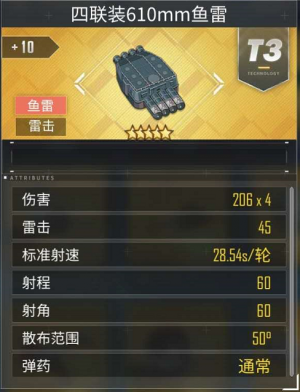 四联装610mm鱼雷
+10
T3
TECHNOLOGY
鱼雷
雷击
ATTRIBUTES
伤害 206 x 4
雷击 45
标准射速 28.54s/轮
射程 60
射角 60
散布范围 50°
弹药 通常